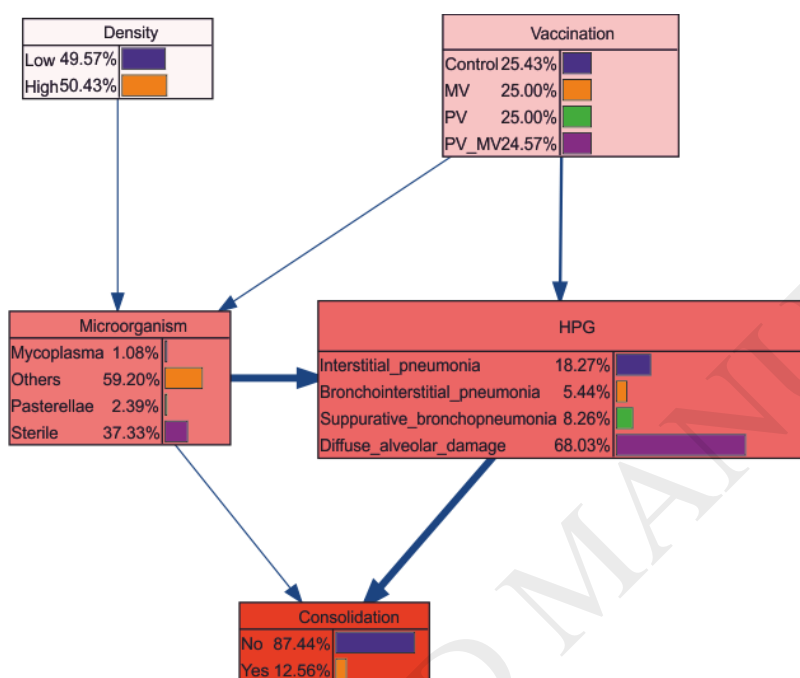 Density
Low 49.57%
High 50.43%
Vaccination
Control 25.43%
MV 25.00%
PV 25.00%
PV_MV 24.57%
Microorganism
Mycoplasma 1.08%
Others 59.20%
Pasterellae 2.39%
Sterile 37.33%
HPG
Interstitial_pneumonia 18.27%
Bronchointerstitial_pneumonia 5.44%
Suppurative_bronchopneumonia 8.26%
Diffuse_alveolar_damage 68.03%
Consolidation
No 87.44%
Yes 12.56%